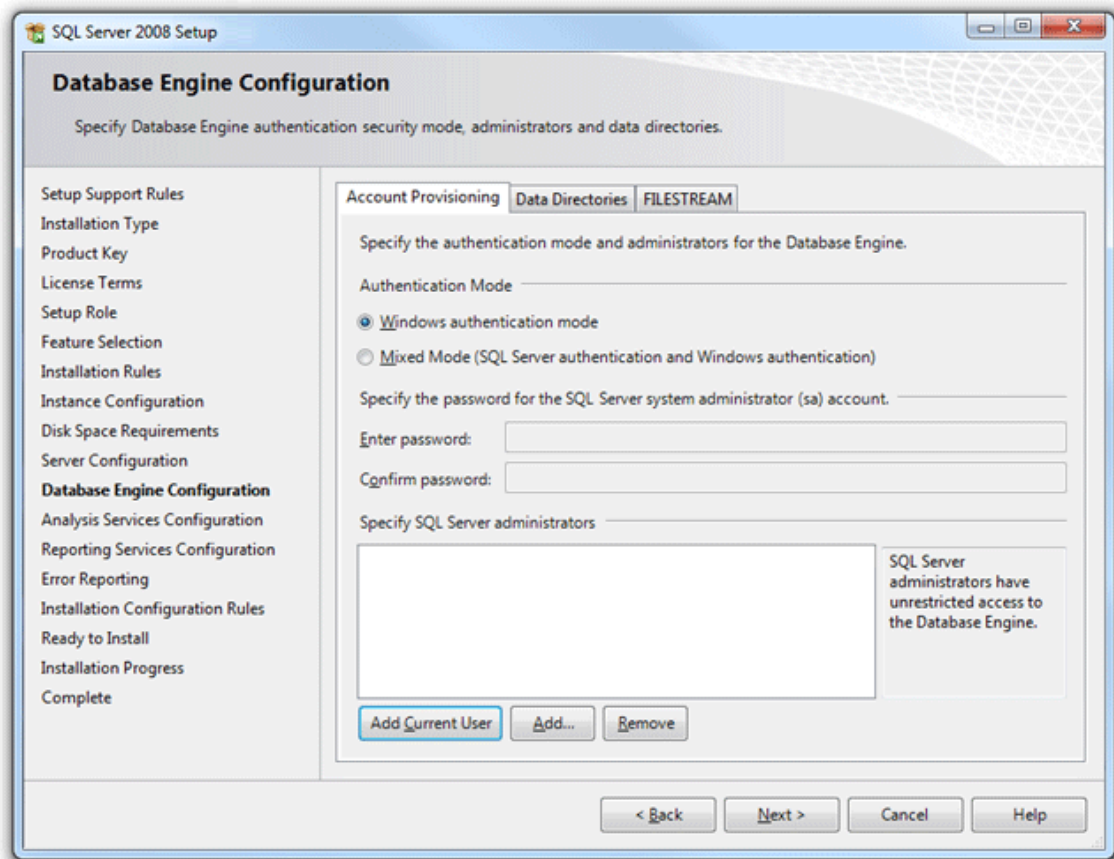 SQL Server 2008 Setup
Database Engine Configuration
Specify Database Engine authentication security mode, administrators and data directories.
Setup Support Rules
Installation Type
Product Key
License Terms
Setup Role
Feature Selection
Installation Rules
Instance Configuration
Disk Space Requirements
Server Configuration
Database Engine Configuration
Analysis Services Configuration
Reporting Services Configuration
Error Reporting
Installation Configuration Rules
Ready to Install
Installation Progress
Complete
Account Provisioning Data Directories FILESTREAM
Specify the authentication mode and administrators for the Database Engine.
Authentication Mode
Windows authentication mode
Mixed Mode (SQL Server authentication and Windows authentication)
Specify the password for the SQL Server system administrator (sa) account.
Enter password:
Confirm password:
Specify SQL Server administrators
SQL Server
administrators have
unrestricted access to
the Database Engine.
Add Current User Add... Remove
< Back Next > Cancel Help